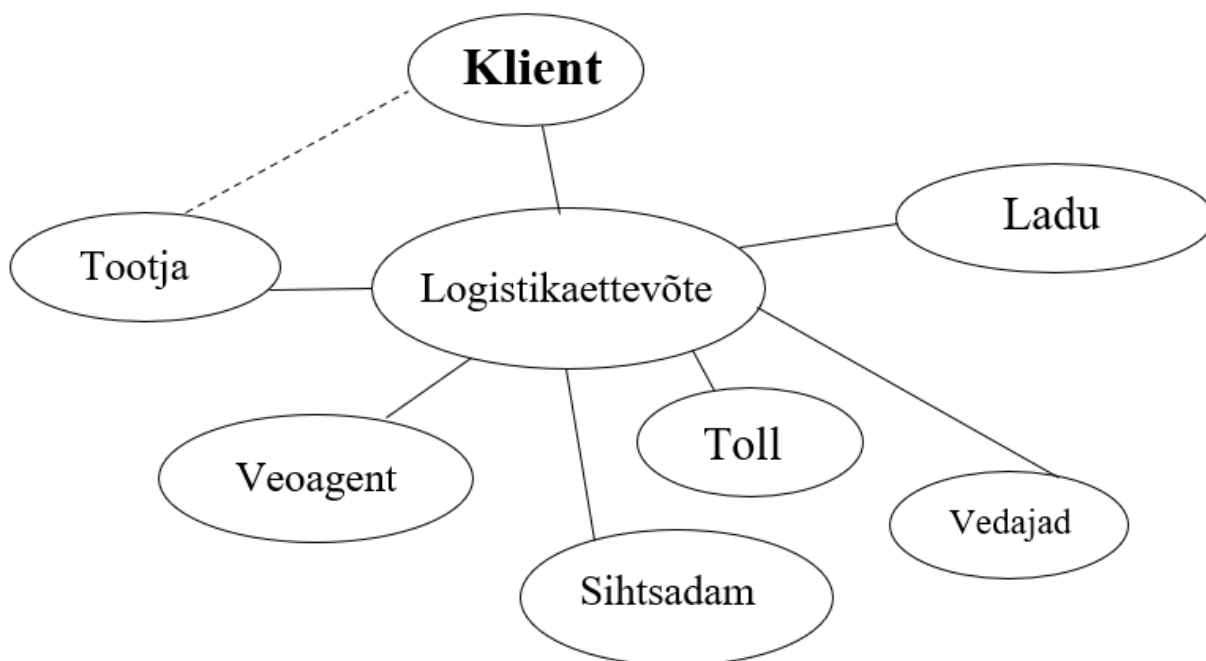 Klient
Ladu
Tootja
Logistikaettevõte
Toll
Veoagent
Vedajad
Sihtsadam